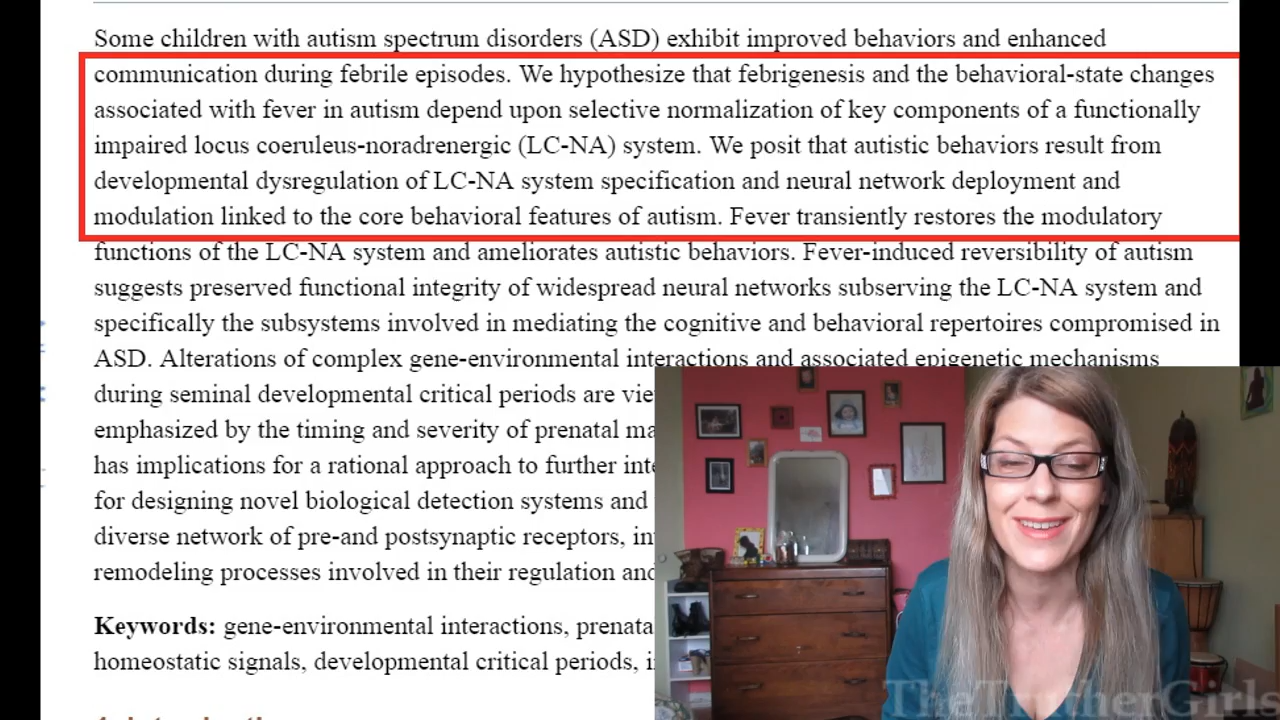 Some children with autism spectrum disorders (ASD) exhibit improved behaviors and enhanced
communication during febrile episodes. We hypothesize that febrigenesis and the behavioral-state changes
associated with fever in autism depend upon selective normalization of key components of a functionally
impaired locus coeruleus-noradrenergic (LC-NA) system. We posit that autistic behaviors result from
developmental dysregulation of LC-NA system specification and neural network deployment and
modulation linked to the core behavioral features of autism. Fever transiently restores the modulatory
functions of the LC-NA system and ameliorates autistic behaviors. Fever-induced reversibility of autism
suggests preserved functional integrity of widespread neural networks subserving the LC-NA system and
specifically the subsystems involved in mediating the cognitive and behavioral repertoires compromised in
ASD. Alterations of complex gene-environmental interactions and associated epigenetic mechanisms
during seminal developmental critical periods are
emphasized by the timing and severity of prenatal
has implications for a rational approach to further
for designing novel biological detection systems and
diverse network of pre-and postsynaptic receptors,
remodeling processes involved in their regulation
Keywords: gene-environmental interactions,
homeostatic signals, developmental critical periods,
TheTrutherGirls